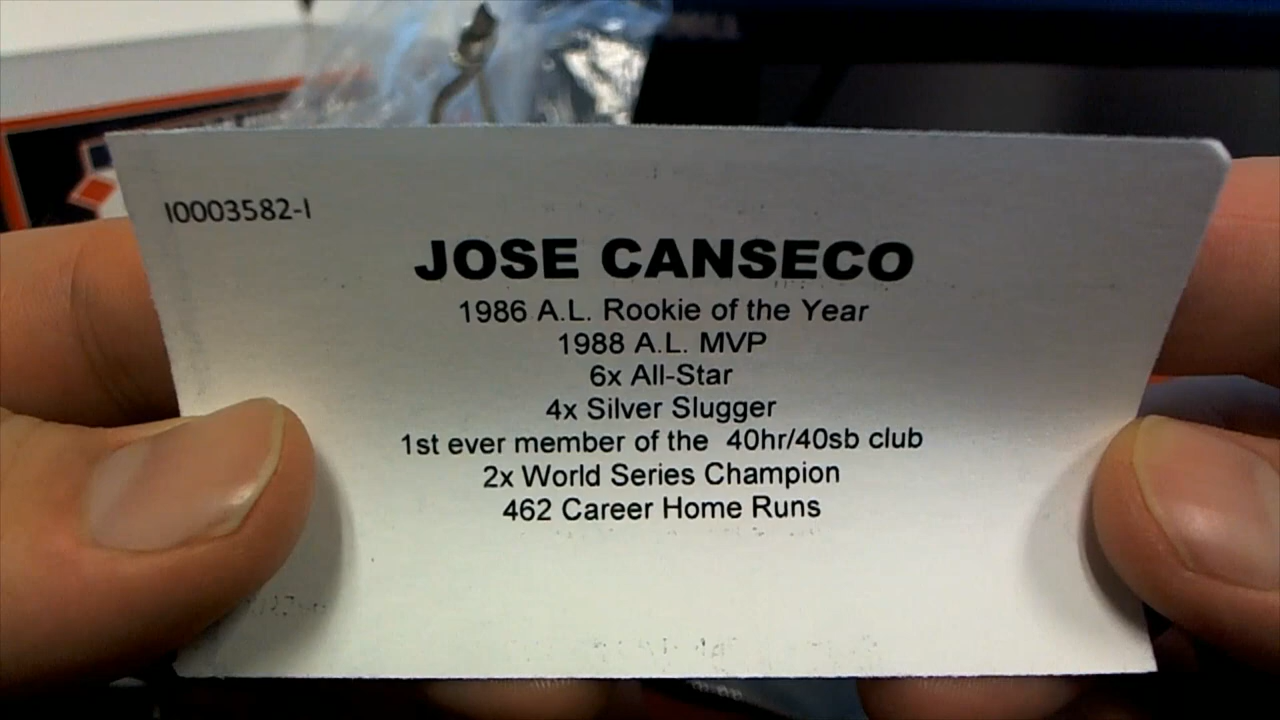 I0003582-I
JOSE CANSECO
1986 A.L. Rookie of the Year
1988 A.L. MVP
6x All-Star
4x Silver Slugger
1st ever member of the 40hr/40sb club
2x World Series Champion
462 Career Home Runs